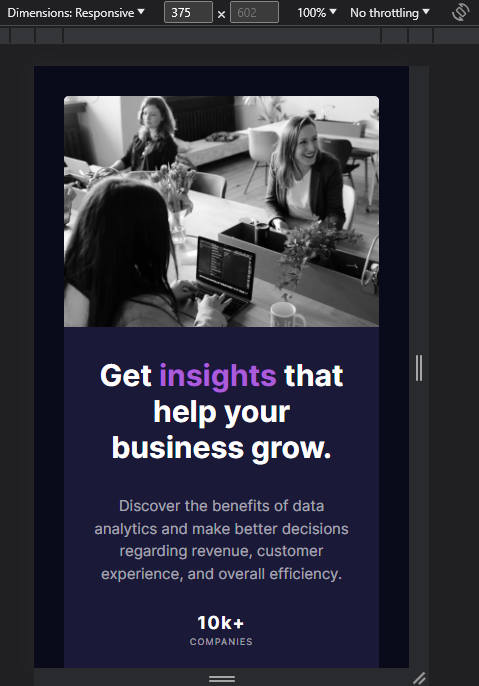 Dimensions: Responsive 375 × 602 100% No throttling
Get insights that
help your
business grow.
Discover the benefits of data
analytics and make better decisions
regarding revenue, customer
experience, and overall efficiency.
10k+
COMPANIES